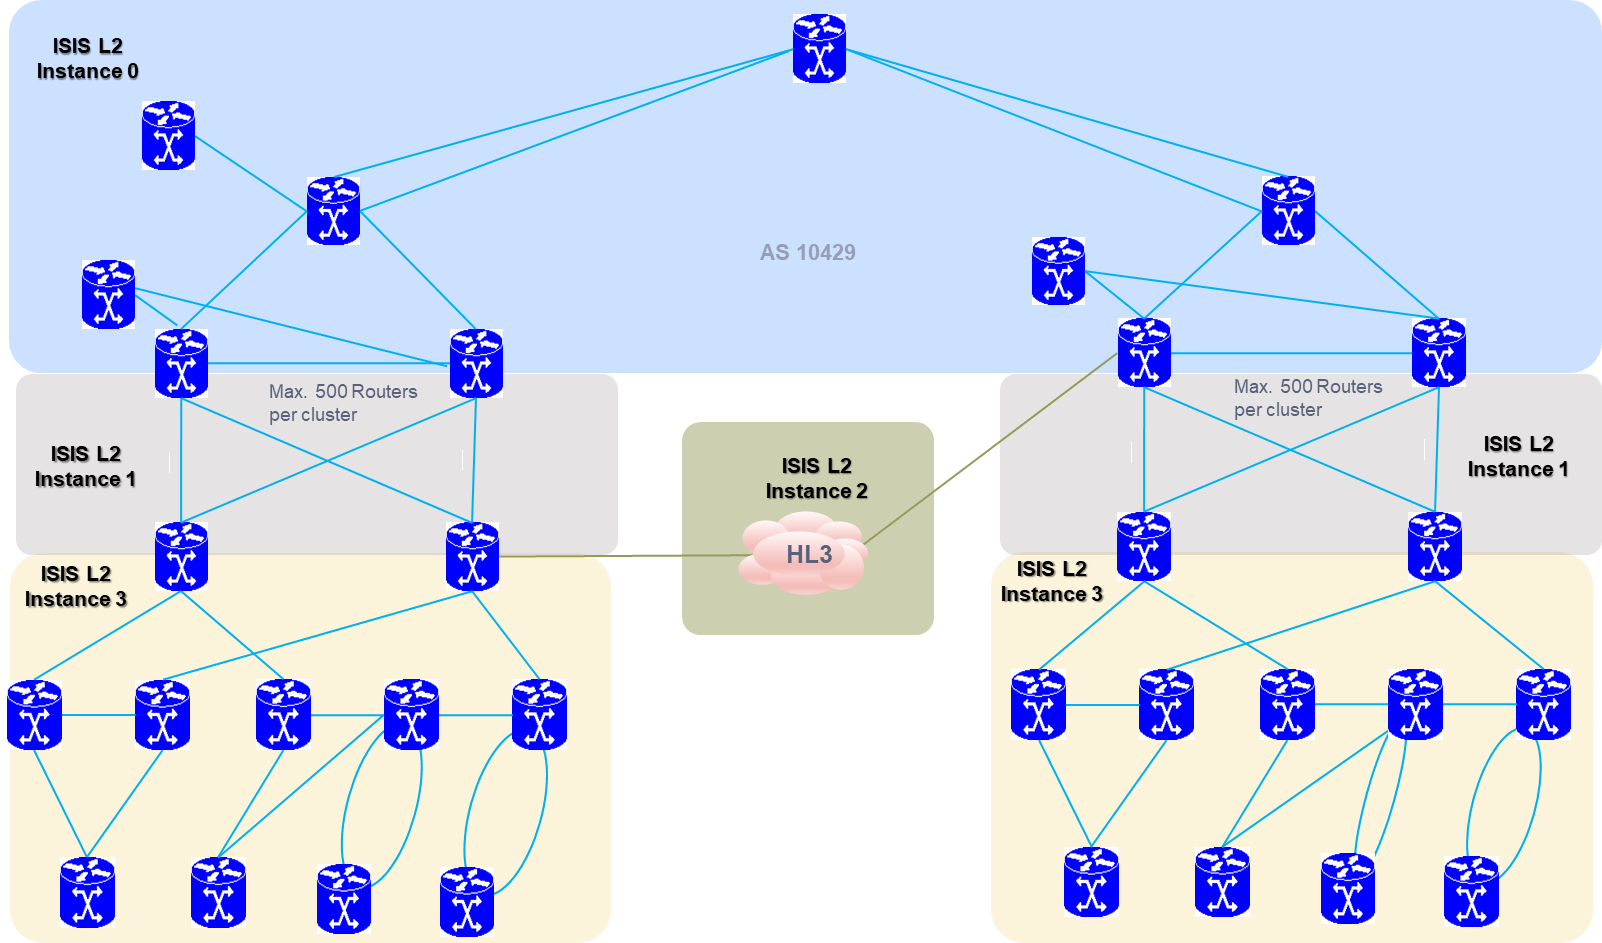 ISIS L2
Instance 0
AS 10429
Max. 500 Routers
per cluster
Max. 500 Routers
per cluster
ISIS L2
Instance 1
ISIS L2
Instance 2
HL3
ISIS L2
Instance 1
ISIS L2
Instance 3
ISIS L2
Instance 3